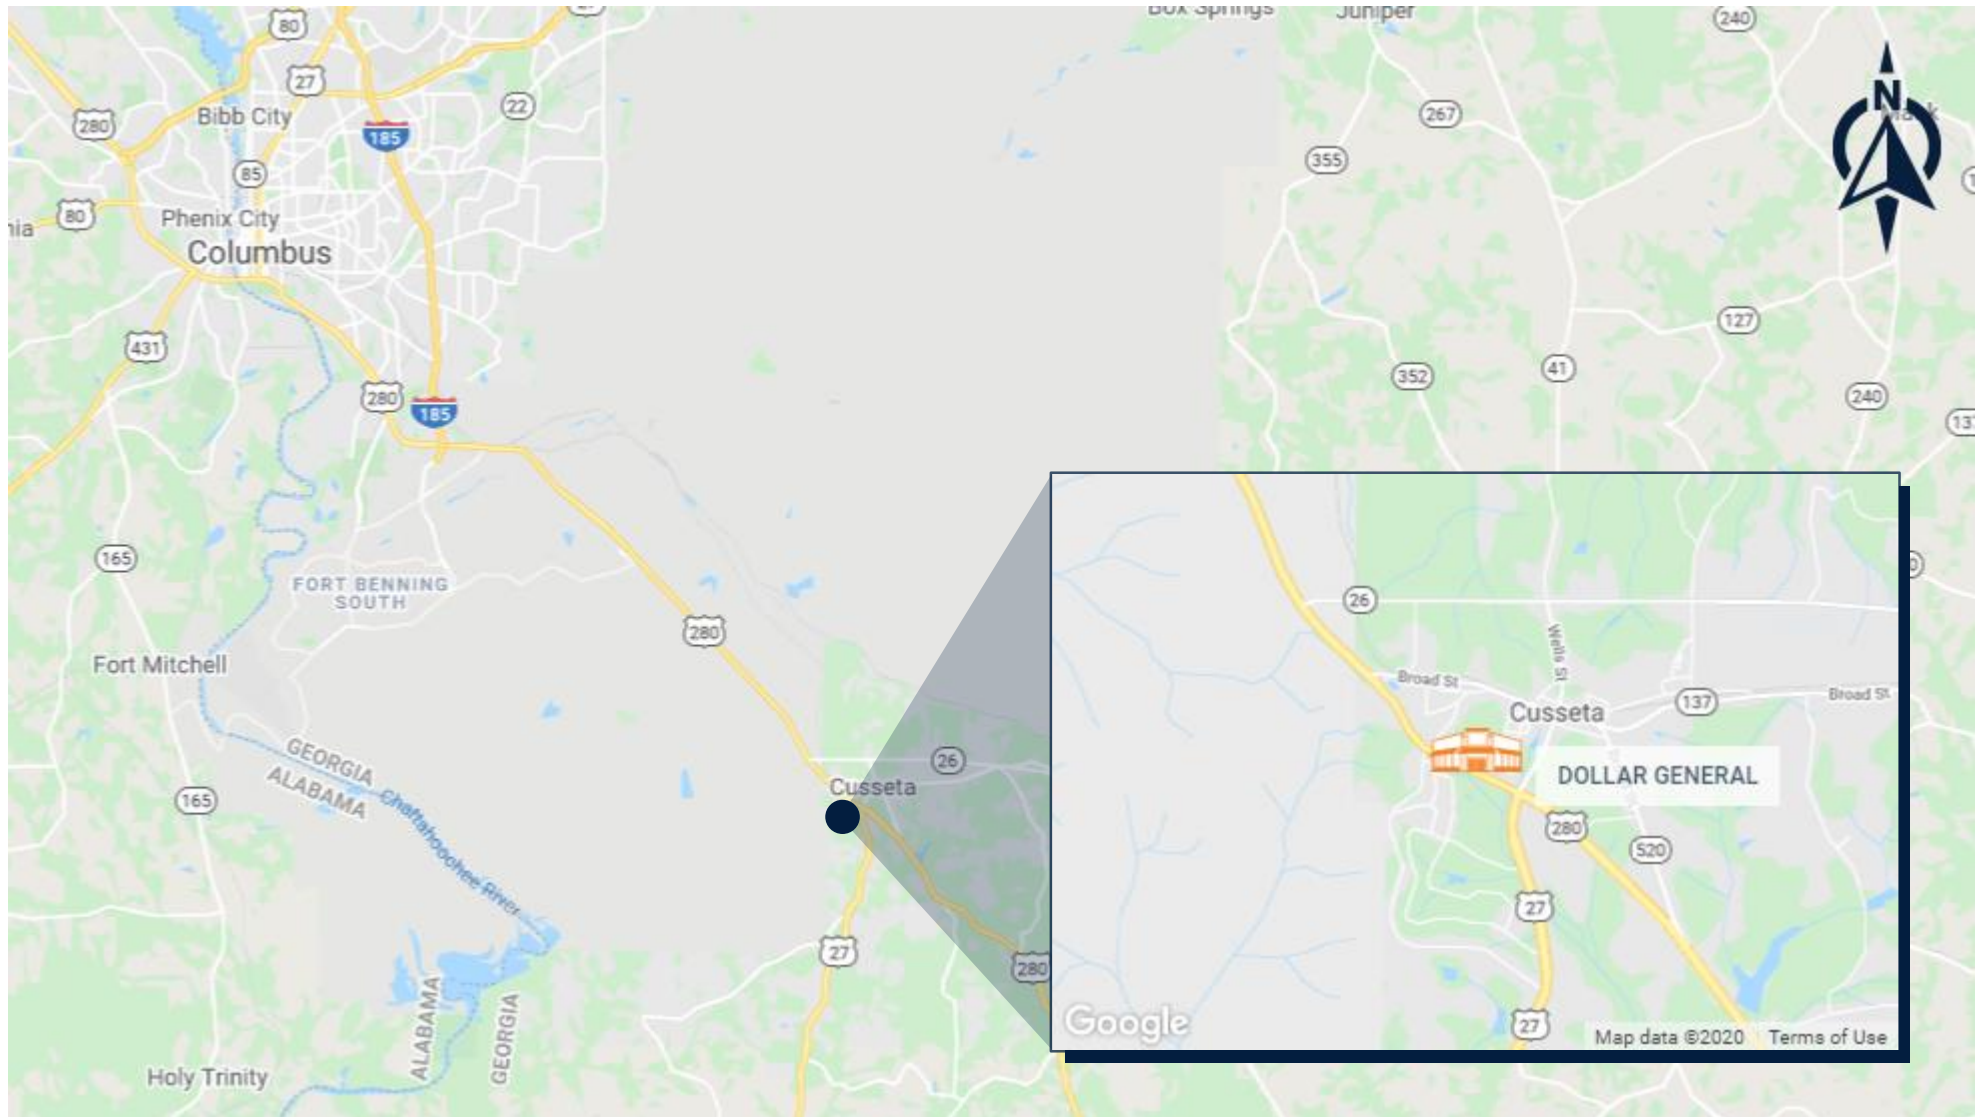 Box Springs
Juniper
240
80
27
22
Bibb City
280
185
267
N
355
85
80
Phenix City
Columbus
127
431
352
41
280
185
240
165
FORT BENNING
SOUTH
280
Fort Mitchell
GEORGIA
ALABAMA
Chattahoochee River
165
26
Cusseta
27
280
ALABAMA
GEORGIA
Holy Trinity
26
Wells St
Broad St
137
Broad St
Cusseta
DOLLAR GENERAL
280
520
27
27
Google
Map data ©2020
Terms of Use